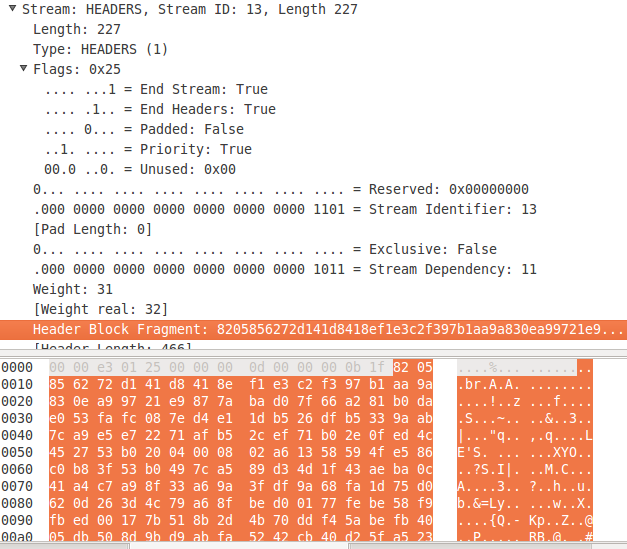 Stream: HEADERS, Stream ID: 13, Length 227
Length: 227
Type: HEADERS (1)
Flags: 0x25
.... ...1 = End Stream: True
.... .1.. = End Headers: True
.... 0... = Padded: False
..1. .... = Priority: True
00.0 ..0. = Unused: 0x00
0... .... .... .... .... .... .... .... = Reserved: 0x00000000
.000 0000 0000 0000 0000 0000 0000 1101 = Stream Identifier: 13
[Pad Length: 0]
0... .... .... .... .... .... .... .... = Exclusive: False
.000 0000 0000 0000 0000 0000 0000 1011 = Stream Dependency: 11
Weight: 31
[Weight real: 32]
Header Block Fragment: 8205856272d141d8418ef1e3c2f397b1aa9a830ea99721e9...
[Header Length: 466]
0000 00 00 e3 01 25 00 00 00 0d 00 00 00 0b 1f 82 05 ....%... ........
0010 85 62 72 d1 41 d8 41 8e f1 e3 c2 f3 97 b1 aa 9a .br.A.A. ........
0020 83 0e a9 97 21 e9 87 7a ba d0 7f 66 a2 81 b0 da ....!..z ...f....
0030 e0 53 fa fc 08 7e d4 e1 1d b5 26 df b5 33 9a ab .S...~.. ..&..3..
0040 7c a9 e5 e7 22 71 af b5 2c ef 71 b0 2e 0f ed 4c |..."q.. ,.q....L
0050 45 27 53 b0 20 04 00 08 02 a6 13 58 59 4f e5 86 E'S. ... ...XYO..
0060 c0 b8 3f 53 b0 49 7c a5 89 d3 4d 1f 43 ae ba 0c ..?S.I|. ..M.C...
0070 41 a4 c7 a9 8f 33 a6 9a 3f df 9a 68 fa 1d 75 d0 A....3.. ?..h..u.
0080 62 0d 26 3d 4c 79 a6 8f be d0 01 77 fe be 58 f9 b.&=Ly.. ...w..X.
0090 fb ed 00 17 7b 51 8b 2d 4b 70 dd f4 5a be fb 40 ....{Q.- Kp..Z..@
00a0 05 db 50 8d 9b d9 ab fa 52 42 cb 40 d2 5f a5 23 ..P..... RB.@._.#